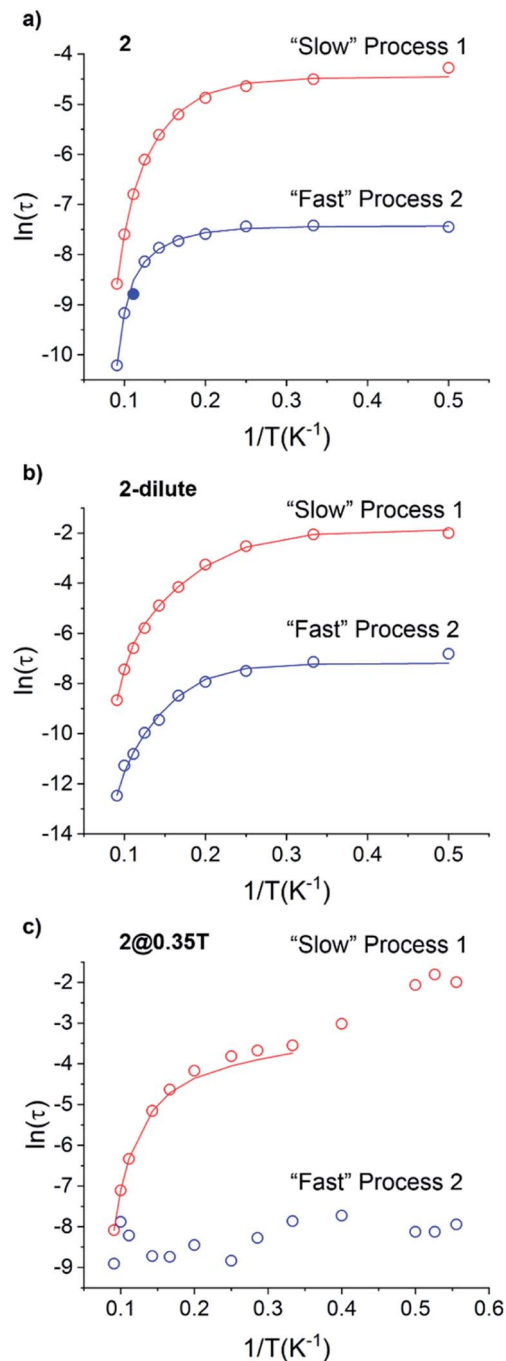 a)
2
“Slow” Process 1
“Fast” Process 2
ln(τ)
-4
-5
-6
-7
-8
-9
-10
0.1
0.2
0.3
0.4
0.5
1/T(K⁻¹)
b)
2-dilute
“Slow” Process 1
“Fast” Process 2
ln(τ)
-2
-4
-6
-8
-10
-12
-14
0.1
0.2
0.3
0.4
0.5
1/T(K⁻¹)
c)
2@0.35T
“Slow” Process 1
“Fast” Process 2
ln(τ)
-2
-3
-4
-5
-6
-7
-8
-9
0.1
0.2
0.3
0.4
0.5
0.6
1/T(K⁻¹)